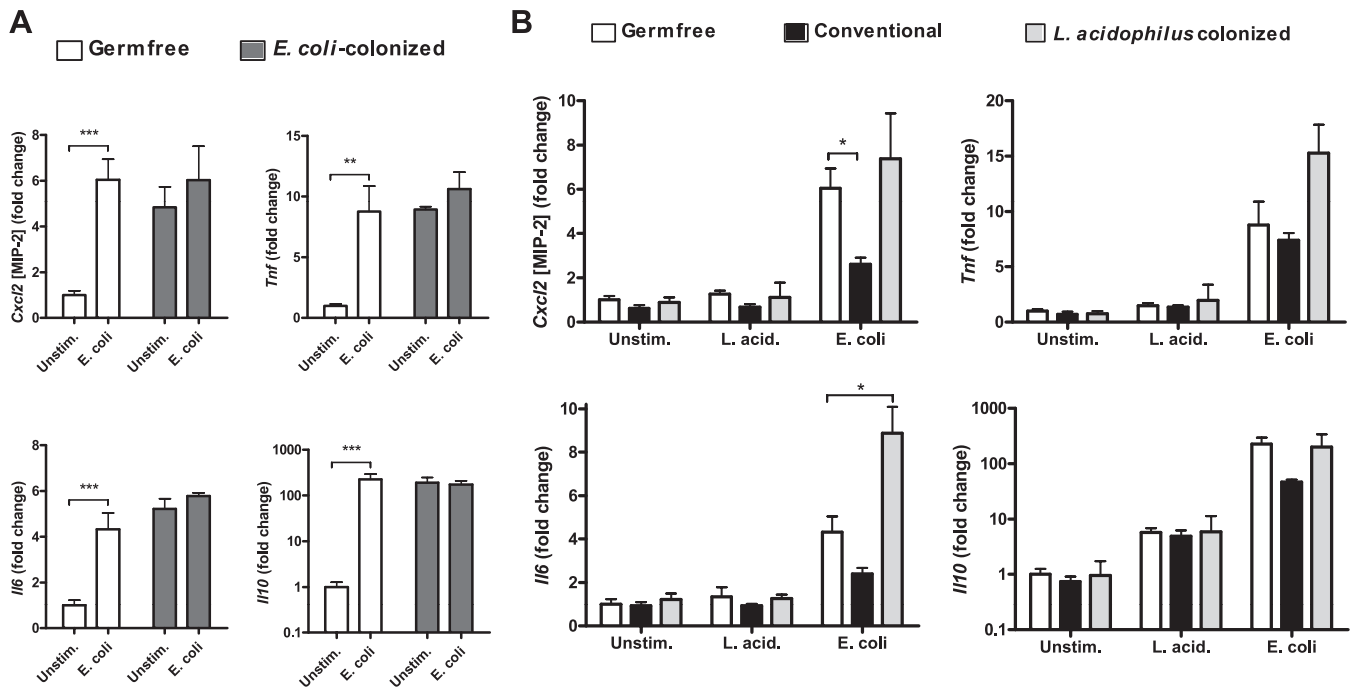 A
Germfree
E. coli-colonized
Cxcl2 [MIP-2] (fold change)
8
6
4
2
0
***
Unstim.
E. coli
Unstim.
E. coli
Tnf (fold change)
15
10
5
0
**
Unstim.
E. coli
Unstim.
E. coli
Il6 (fold change)
8
6
4
2
0
***
Unstim.
E. coli
Unstim.
E. coli
Il10 (fold change)
1000
100
10
1
0.1
***
Unstim.
E. coli
Unstim.
E. coli
B
Germfree
Conventional
L. acidophilus colonized
Cxcl2 [MIP-2] (fold change)
10
8
6
4
2
0
*
Unstim.
L. acid.
E. coli
Tnf (fold change)
20
15
10
5
0
Unstim.
L. acid.
E. coli
Il6 (fold change)
10
8
6
4
2
0
*
Unstim.
L. acid.
E. coli
Il10 (fold change)
1000
100
10
1
0.1
Unstim.
L. acid.
E. coli